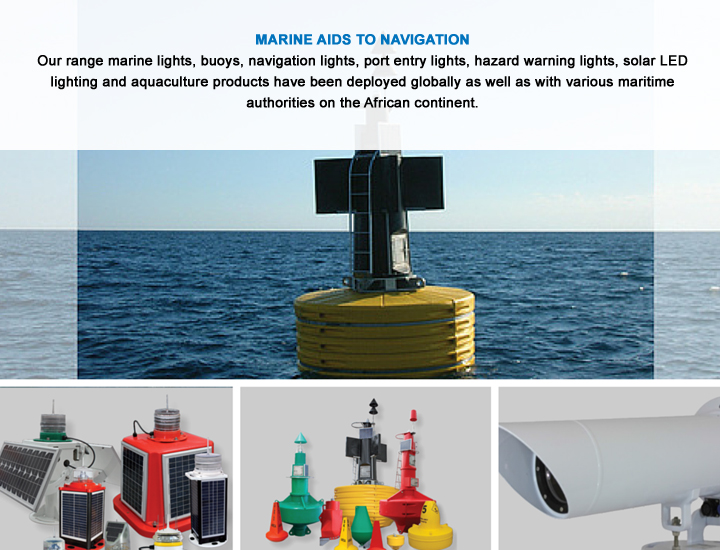 MARINE AIDS TO NAVIGATION
Our range marine lights, buoys, navigation lights, port entry lights, hazard warning lights, solar LED
lighting and aquaculture products have been deployed globally as well as with various maritime
authorities on the African continent.